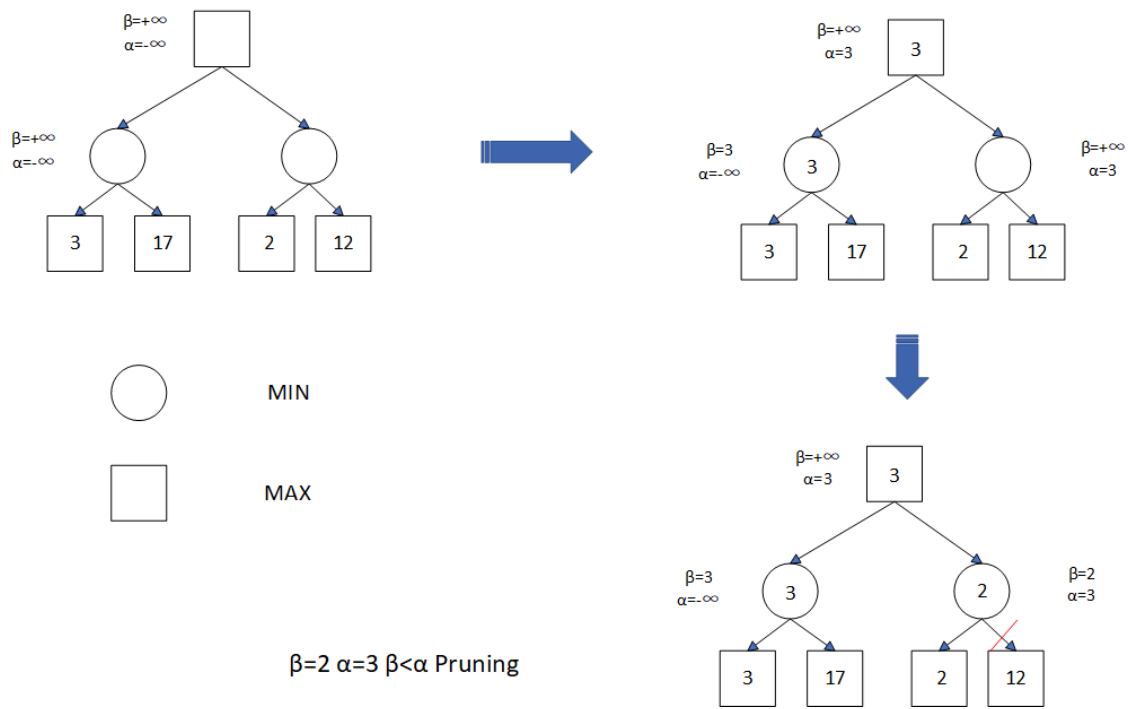 β=+∞
α=-∞
β=+∞
α=-∞
3 17 2 12
β=+∞
α=3
3
β=3
α=-∞
3
β=+∞
α=3
3 17 2 12
MIN
MAX
β=+∞
α=3
3
β=3
α=-∞
3
2
β=2
α=3
3 17 2 12
β=2 α=3 β<α Pruning